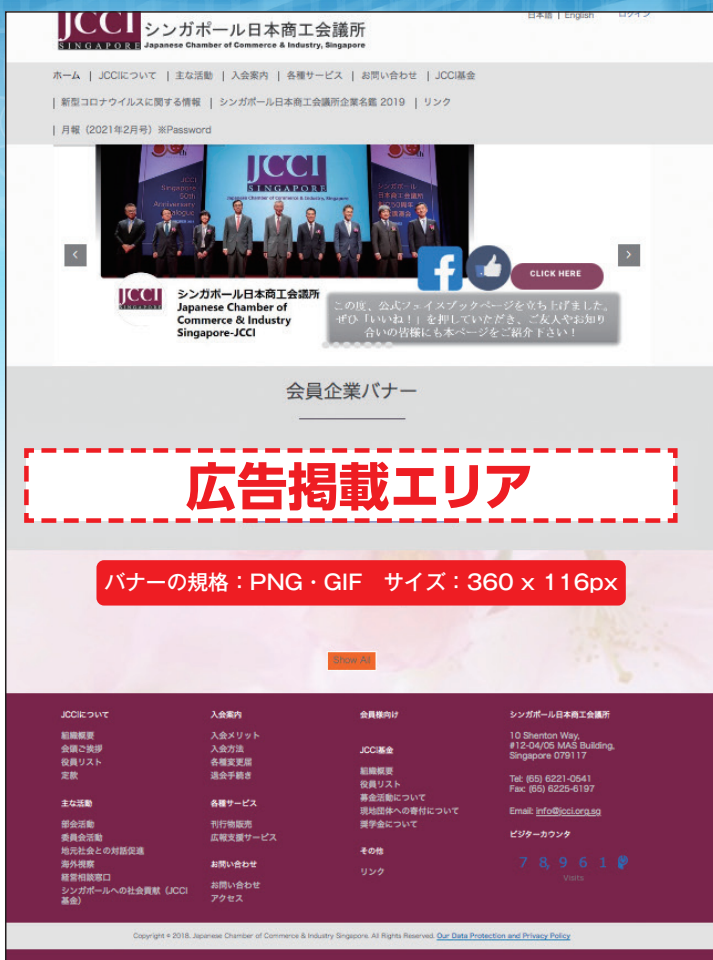 日本語 | English ログイン
JCCI シンガポール日本商工会議所
SINGAPORE Japanese Chamber of Commerce & Industry, Singapore
ホーム | JCCIについて | 主な活動 | 入会案内 | 各種サービス | お問い合わせ | JCCI基金
| 新型コロナウイルスに関する情報 | シンガポール日本商工会議所企業名鑑 2019 | リンク
| 月報（2021年2月号）※Password
JCCI
SINGAPORE
Japanese Chamber of Commerce & Industry, Singapore
JCCI
Singapore
50th
Anniversary
Dialogue
CLICK HERE
JCCI
SINGAPORE
シンガポール日本商工会議所
Japanese Chamber of
Commerce & Industry
Singapore-JCCI
この度、公式フェイスブックページを立ち上げました。
ぜひ「いいね！」を押していただき、ご友人やお知り
合いの皆様にも本ページをご紹介下さい！
会員企業バナー
広告掲載エリア
バナーの規格：PNG・GIF サイズ：360 x 116px
Show All
JCCIについて
組織概要
会頭ご挨拶
役員リスト
定款
主な活動
部会活動
委員会活動
地元社会との対話促進
海外視察
経営相談窓口
シンガポールへの社会貢献（JCCI
基金）
入会案内
入会メリット
入会方法
各種変更届
退会手続き
各種サービス
刊行物販売
広報支援サービス
お問い合わせ
お問い合わせ
アクセス
会員様向け
JCCI基金
組織概要
役員リスト
基金活動について
現地団体への寄付について
奨学金について
その他
リンク
シンガポール日本商工会議所
10 Shenton Way,
#12-04/05 MAS Building,
Singapore 079117
Tel: (65) 6221-0541
Fax: (65) 6225-6197
Email: info@jcci.org.sg
ビジターカウンタ
78,961
Visits
Copyright © 2018. Japanese Chamber of Commerce & Industry Singapore. All Rights Reserved. Our Data Protection and Privacy Policy